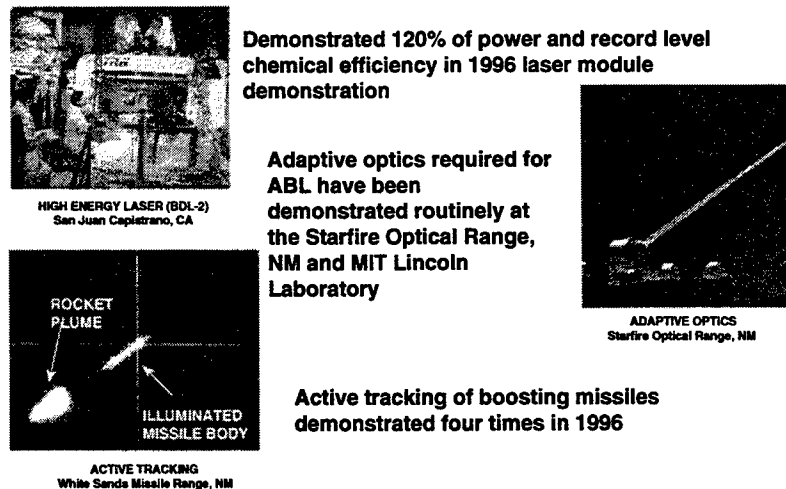 Demonstrated 120% of power and record level
chemical efficiency in 1996 laser module
demonstration
HIGH ENERGY LASER (BDL-2)
San Juan Capistrano, CA
Adaptive optics required for
ABL have been
demonstrated routinely at
the Starfire Optical Range,
NM and MIT Lincoln
Laboratory
ADAPTIVE OPTICS
Starfire Optical Range, NM
ROCKET
PLUME
ILLUMINATED
MISSILE BODY
ACTIVE TRACKING
White Sands Missile Range, NM
Active tracking of boosting missiles
demonstrated four times in 1996